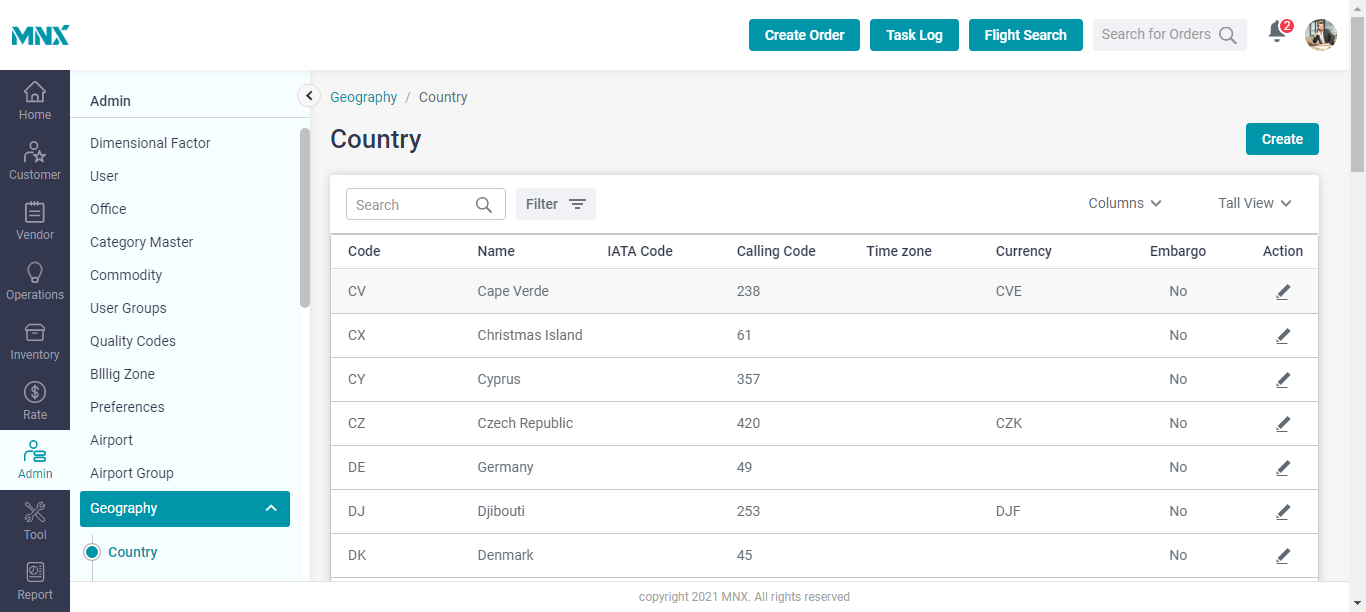 MNX
Create Order
Task Log
Flight Search
Search for Orders
2
Home
Customer
Vendor
Operations
Inventory
Rate
Admin
Tool
Report
Admin
Dimensional Factor
User
Office
Category Master
Commodity
User Groups
Quality Codes
Blllig Zone
Preferences
Airport
Airport Group
Geography
Country
Geography / Country
Country
Create
Search
Filter
Columns
Tall View
Code Name IATA Code Calling Code Time zone Currency Embargo Action
CV Cape Verde 238 CVE No
CX Christmas Island 61 No
CY Cyprus 357 No
CZ Czech Republic 420 CZK No
DE Germany 49 No
DJ Djibouti 253 DJF No
DK Denmark 45 No
copyright 2021 MNX. All rights reserved